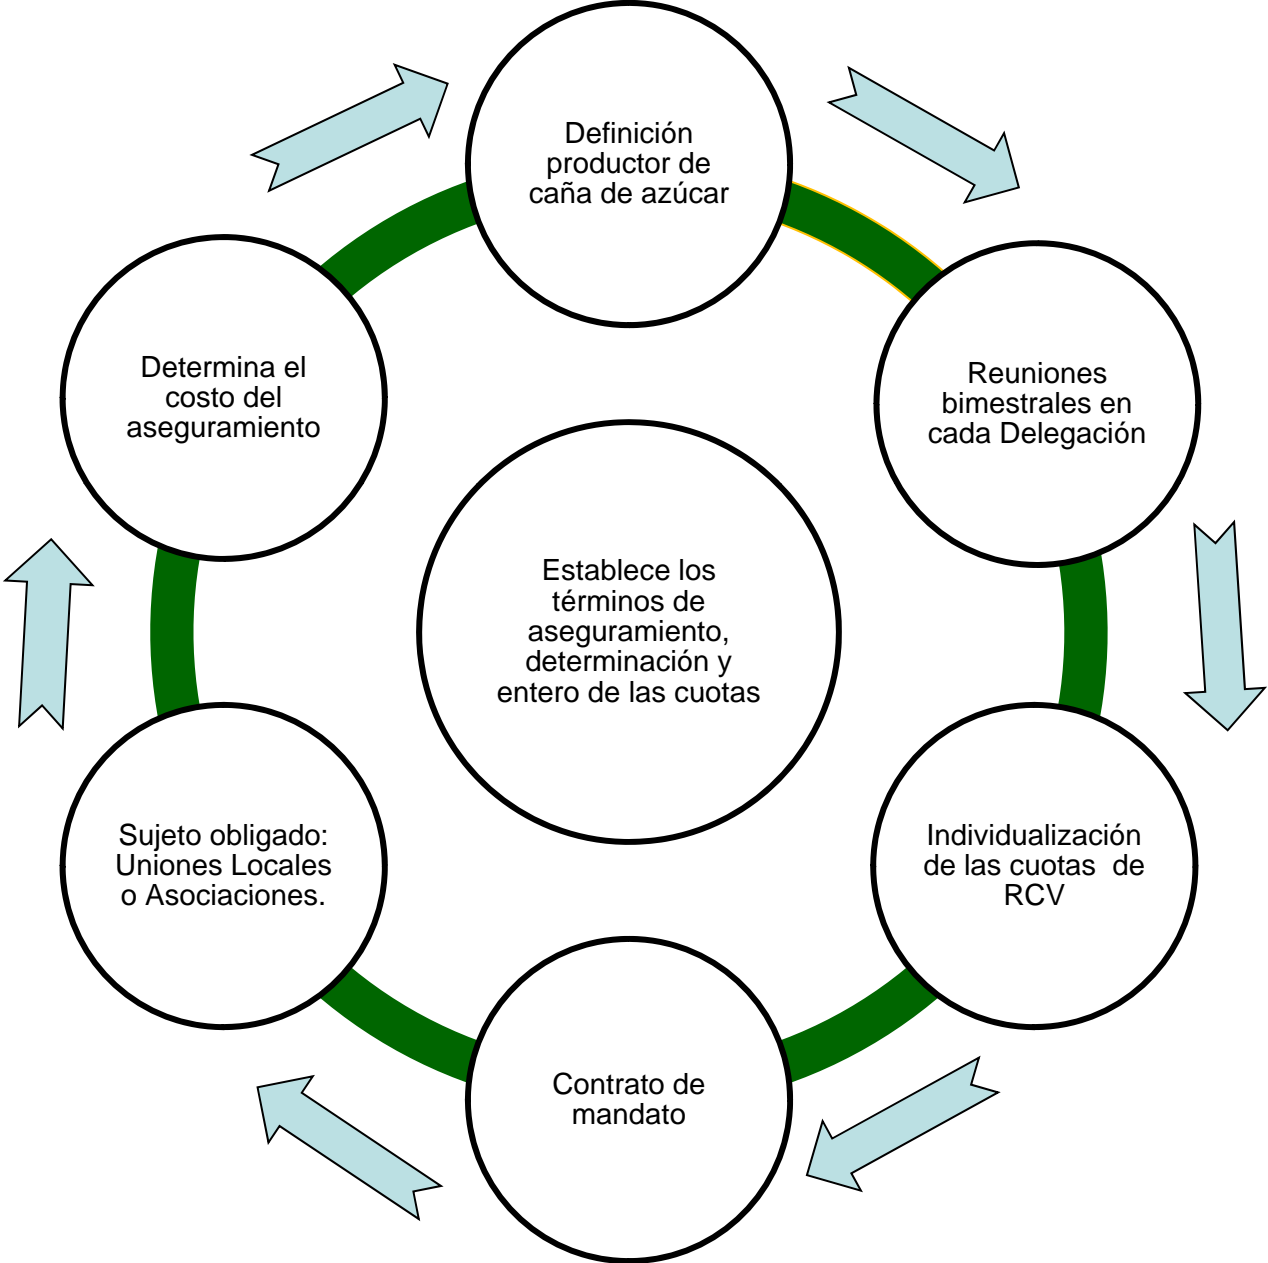 Definición
productor de
caña de azúcar
Reuniones
bimestrales en
cada Delegación
Individualización
de las cuotas  de
RCV
Contrato de
mandato
Sujeto obligado:
Uniones Locales
o Asociaciones.
Determina el
costo del
aseguramiento
Establece los
términos de
aseguramiento,
determinación y
entero de las cuotas